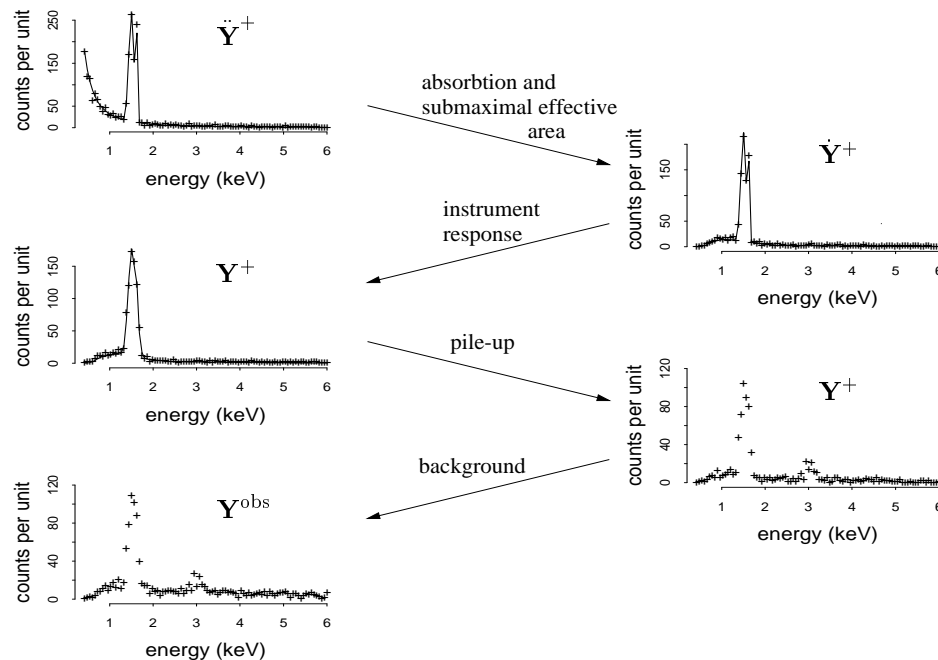 counts per unit
0 50 150 250
Ÿ+
1 2 3 4 5 6
energy (keV)
absorbtion and
submaximal effective
area
counts per unit
0 50 150
Ẏ+
1 2 3 4 5 6
energy (keV)
instrument
response
counts per unit
0 50 100 150
Y+
1 2 3 4 5 6
energy (keV)
pile-up
counts per unit
0 40 80 120
Y+
1 2 3 4 5 6
energy (keV)
background
counts per unit
0 40 80 120
Yobs
1 2 3 4 5 6
energy (keV)